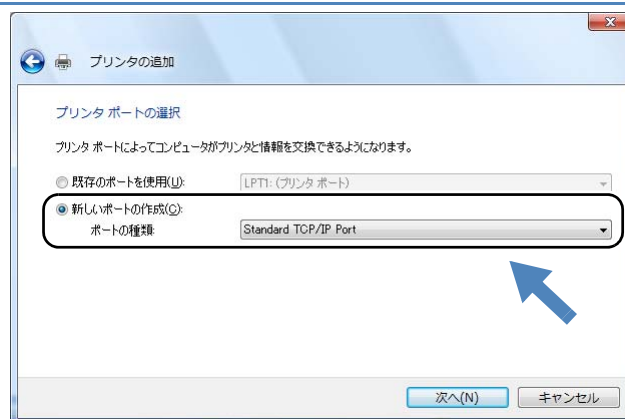 プリンタの追加
プリンタ ポートの選択
プリンタ ポートによってコンピュータがプリンタと情報を交換できるようになります。
既存のポートを使用(U): LPT1: (プリンタ ポート)
新しいポートの作成(C):
ポートの種類: Standard TCP/IP Port
次へ(N) キャンセル